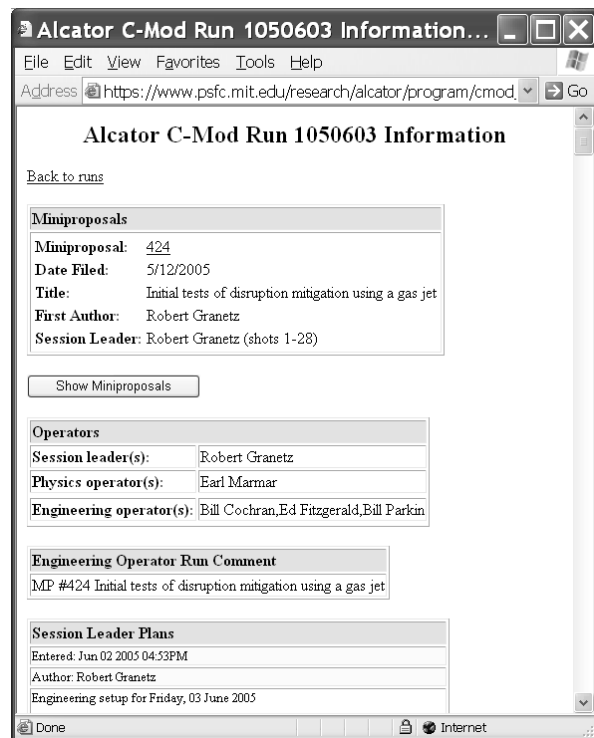 Alcator C-Mod Run 1050603 Information...
File Edit View Favorites Tools Help
Address https://www.psfc.mit.edu/research/alcator/program/cmod_ Go
Alcator C-Mod Run 1050603 Information
Back to runs
Miniproposals
Miniproposal: 424
Date Filed: 5/12/2005
Title: Initial tests of disruption mitigation using a gas jet
First Author: Robert Granetz
Session Leader: Robert Granetz (shots 1-28)
Show Miniproposals
Operators
Session leader(s): Robert Granetz
Physics operator(s): Earl Marmar
Engineering operator(s): Bill Cochran,Ed Fitzgerald,Bill Parkin
Engineering Operator Run Comment
MP #424 Initial tests of disruption mitigation using a gas jet
Session Leader Plans
Entered: Jun 02 2005 04:53PM
Author: Robert Granetz
Engineering setup for Friday, 03 June 2005
Done Internet